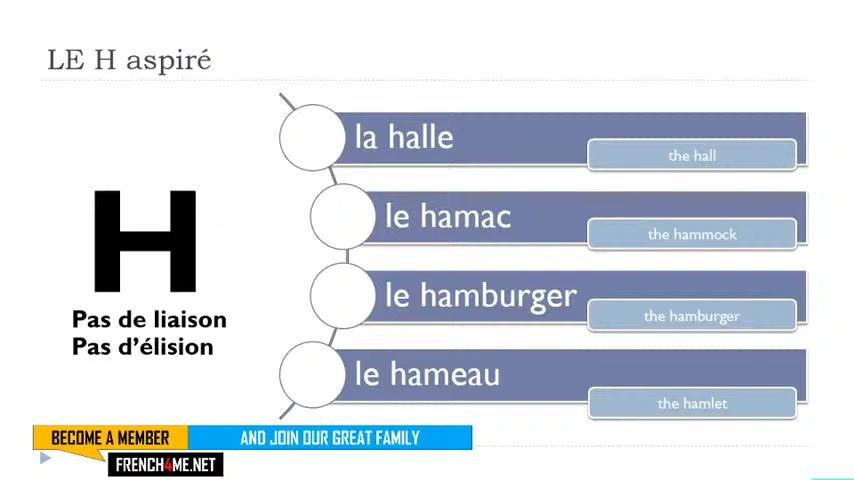 LE H aspiré
la halle
the hall
le hamac
the hammock
H
le hamburger
the hamburger
Pas de liaison
Pas d'élision
le hameau
the hamlet
BECOME A MEMBER
AND JOIN OUR GREAT FAMILY
FRENCH4ME.NET